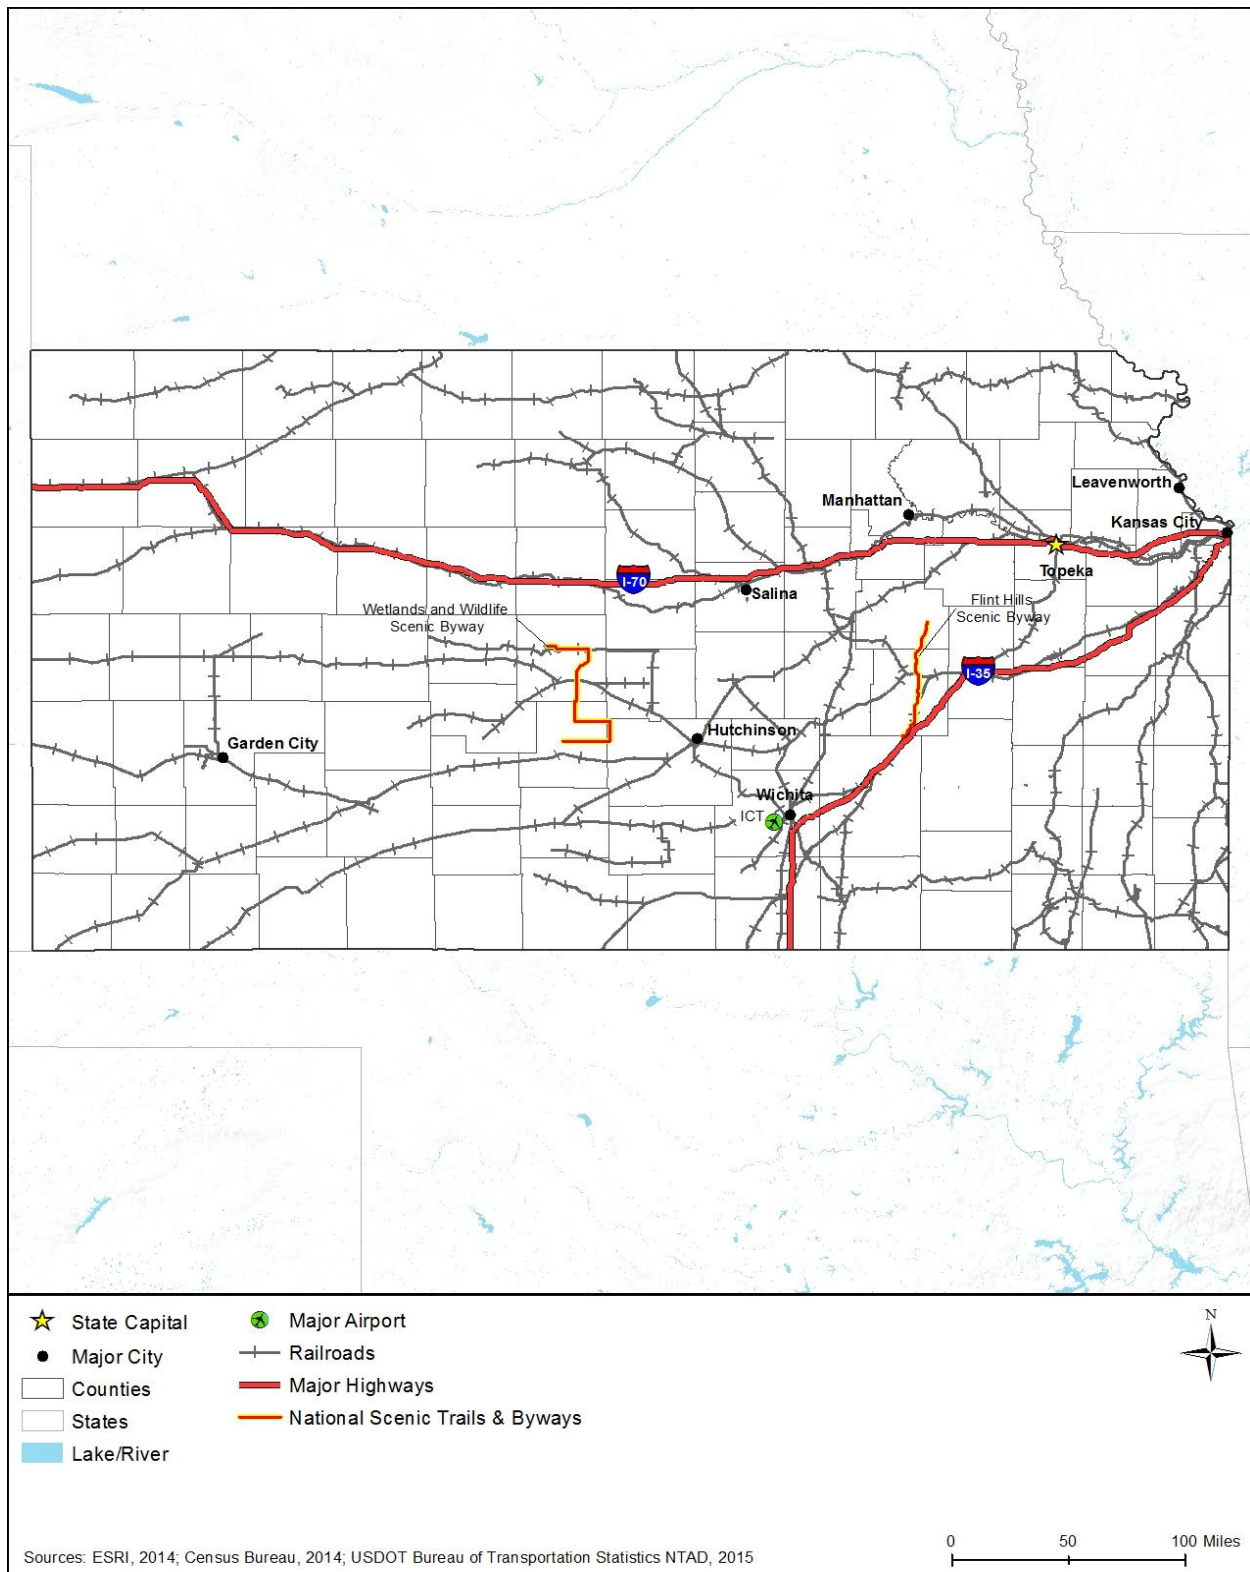 Leavenworth
Manhattan
Kansas City
Topeka
I-70
Salina
Wetlands and Wildlife
Scenic Byway
Flint Hills
Scenic Byway
I-35
Hutchinson
Garden City
Wichita
ICT
State Capital
Major City
Counties
States
Lake/River
Major Airport
Railroads
Major Highways
National Scenic Trails & Byways
N
0 50 100 Miles
Sources: ESRI, 2014; Census Bureau, 2014; USDOT Bureau of Transportation Statistics NTAD, 2015